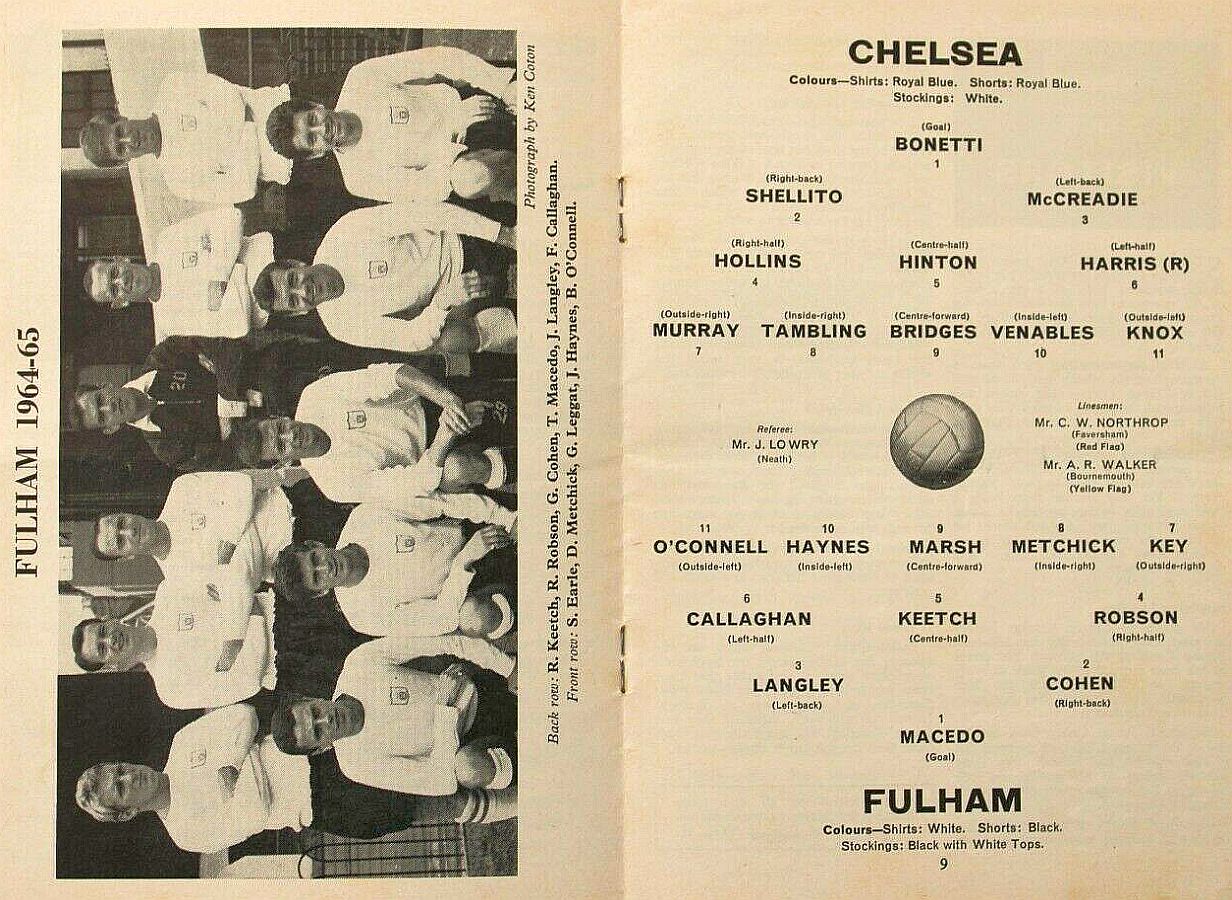 FULHAM 1964-65
Photograph by Ken Coton
Back row: R. Keetch, R. Robson, G. Cohen, T. Macedo, J. Langley, F. Callaghan.
Front row: S. Earle, D. Metchick, G. Leggat, J. Haynes, B. O'Connell.
CHELSEA
Colours—Shirts: Royal Blue. Shorts: Royal Blue.
Stockings: White.
(Goal)
BONETTI
1
(Right-back) (Left-back)
SHELLITO McCREADIE
2 3
(Right-half) (Centre-half) (Left-half)
HOLLINS HINTON HARRIS (R)
4 5 6
(Outside-right) (Inside-right) (Centre-forward) (Inside-left) (Outside-left)
MURRAY TAMBLING BRIDGES VENABLES KNOX
7 8 9 10 11
Referee:
Mr. J. LOWRY
(Neath)
Linesmen:
Mr. C. W. NORTHROP
(Faversham)
(Red Flag)
Mr. A. R. WALKER
(Bournemouth)
(Yellow Flag)
11 10 9 8 7
O'CONNELL HAYNES MARSH METCHICK KEY
(Outside-left) (Inside-left) (Centre-forward) (Inside-right) (Outside-right)
6 5 4
CALLAGHAN KEETCH ROBSON
(Left-half) (Centre-half) (Right-half)
3 2
LANGLEY COHEN
(Left-back) (Right-back)
1
MACEDO
(Goal)
FULHAM
Colours—Shirts: White. Shorts: Black.
Stockings: Black with White Tops.
9